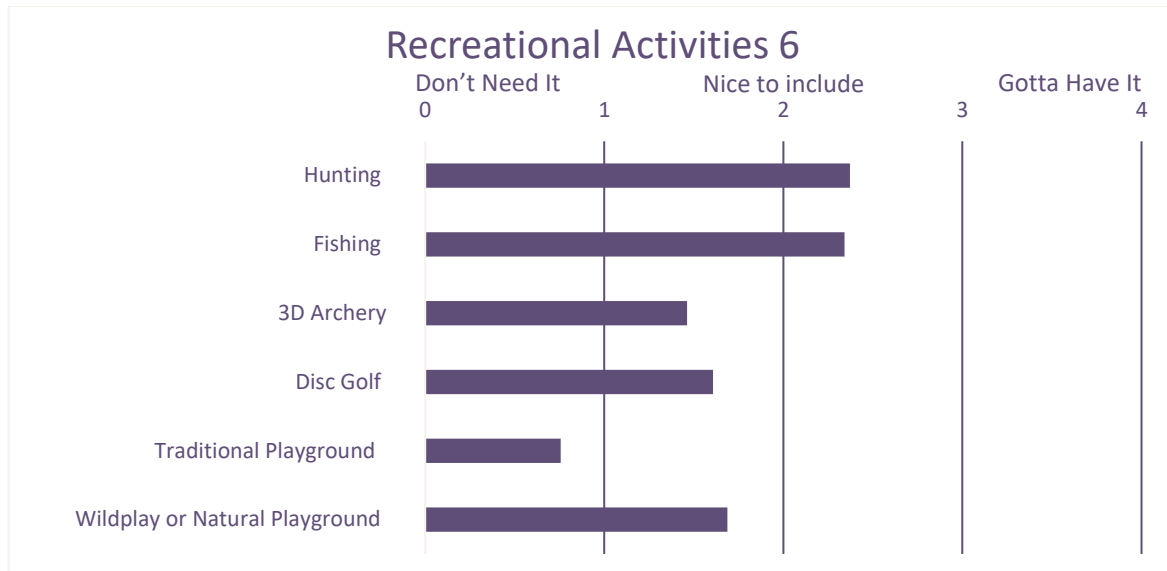 Recreational Activities 6
Don’t Need It Nice to include Gotta Have It
0 1 2 3 4
Hunting
Fishing
3D Archery
Disc Golf
Traditional Playground
Wildplay or Natural Playground